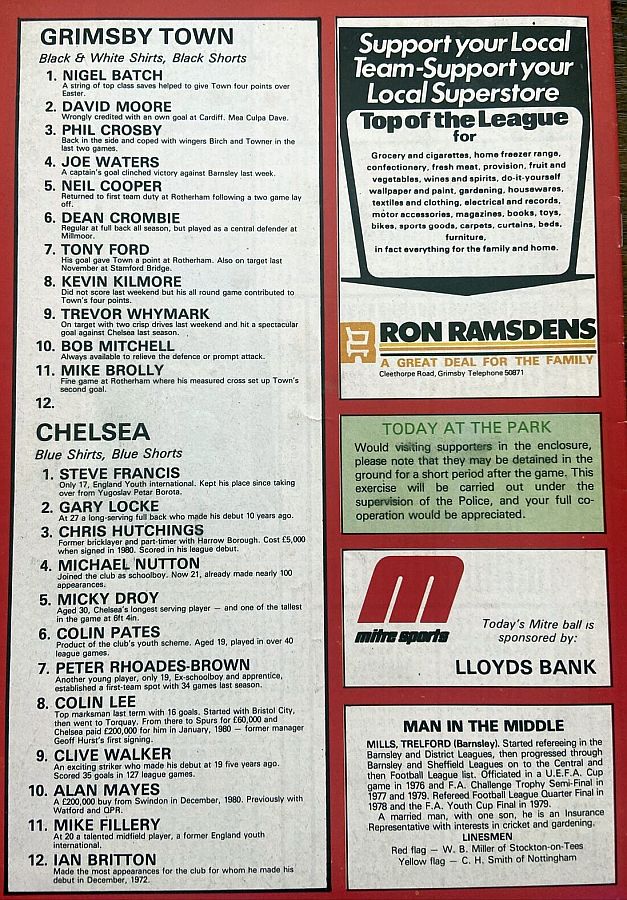 GRIMSBY TOWN
Black & White Shirts, Black Shorts
1. NIGEL BATCH
A string of top class saves helped to give Town four points over
Easter.
2. DAVID MOORE
Wrongly credited with an own goal at Cardiff. Mea Culpa Dave.
3. PHIL CROSBY
Back in the side and coped with wingers Birch and Towner in the
last two games.
4. JOE WATERS
A captain's goal clinched victory against Barnsley last week.
5. NEIL COOPER
Returned to first team duty at Rotherham following a two game lay
off.
6. DEAN CROMBIE
Regular at full back all season, but played as a central defender at
Millmoor.
7. TONY FORD
His goal gave Town a point at Rotherham. Also on target last
November at Stamford Bridge.
8. KEVIN KILMORE
Did not score last weekend but his all round game contributed to
Town's four points.
9. TREVOR WHYMARK
On target with two crisp drives last weekend and hit a spectacular
goal against Chelsea last season.
10. BOB MITCHELL
Always available to relieve the defence or prompt attack.
11. MIKE BROLLY
Fine game at Rotherham where his measured cross set up Town's
second goal.
12.
CHELSEA
Blue Shirts, Blue Shorts
1. STEVE FRANCIS
Only 17, England Youth international. Kept his place since taking
over from Yugoslav Petar Borota.
2. GARY LOCKE
At 27 a long-serving full back who made his debut 10 years ago.
3. CHRIS HUTCHINGS
Former bricklayer and part-timer with Harrow Borough. Cost £5,000
when signed in 1980. Scored in his league debut.
4. MICHAEL NUTTON
Joined the club as schoolboy. Now 21, already made nearly 100
appearances.
5. MICKY DROY
Aged 30, Chelsea's longest serving player — and one of the tallest
in the game at 6ft 4in.
6. COLIN PATES
Product of the club's youth scheme. Aged 19, played in over 40
league games.
7. PETER RHOADES-BROWN
Another young player, only 19, Ex-schoolboy and apprentice,
established a first-team spot with 34 games last season.
8. COLIN LEE
Top marksman last term with 16 goals. Started with Bristol City,
then went to Torquay. From there to Spurs for £60,000 and
Chelsea paid £200,000 for him in January, 1980 — former manager
Geoff Hurst's first signing.
9. CLIVE WALKER
An exciting striker who made his debut at 19 five years ago.
Scored 35 goals in 127 league games.
10. ALAN MAYES
A £200,000 buy from Swindon in December, 1980. Previously with
Watford and QPR.
11. MIKE FILLERY
At 20 a talented midfield player, a former England youth
international.
12. IAN BRITTON
Made the most appearances for the club for whom he made his
debut in December, 1972.
Support your Local
Team-Support your
Local Superstore
Top of the League
for
Grocery and cigarettes, home freezer range,
confectionery, fresh meat, provision, fruit and
vegetables, wines and spirits, do-it-yourself
wallpaper and paint, gardening, housewares,
textiles and clothing, electrical and records,
motor accessories, magazines, books, toys,
bikes, sports goods, carpets, curtains, beds,
furniture,
in fact everything for the family and home.
RON RAMSDENS
A GREAT DEAL FOR THE FAMILY
Cleethorpe Road, Grimsby Telephone 50871
TODAY AT THE PARK
Would visiting supporters in the enclosure,
please note that they may be detained in the
ground for a short period after the game. This
exercise will be carried out under the
supervision of the Police, and your full co-
operation would be appreciated.
mitre sports
Today's Mitre ball is
sponsored by:
LLOYDS BANK
MAN IN THE MIDDLE
MILLS, TRELFORD (Barnsley). Started refereeing in the
Barnsley and District Leagues, then progressed through
Barnsley and Sheffield Leagues on to the Central and
then Football League list. Officiated in a U.E.F.A. Cup
game in 1976 and F.A. Challenge Trophy Semi-Final in
1977 and 1979. Refereed Football League Quarter Final in
1978 and the F.A. Youth Cup Final in 1979.
A married man, with one son, he is an Insurance
Representative with interests in cricket and gardening.
LINESMEN
Red flag — W. B. Miller of Stockton-on-Tees
Yellow flag — C. H. Smith of Nottingham